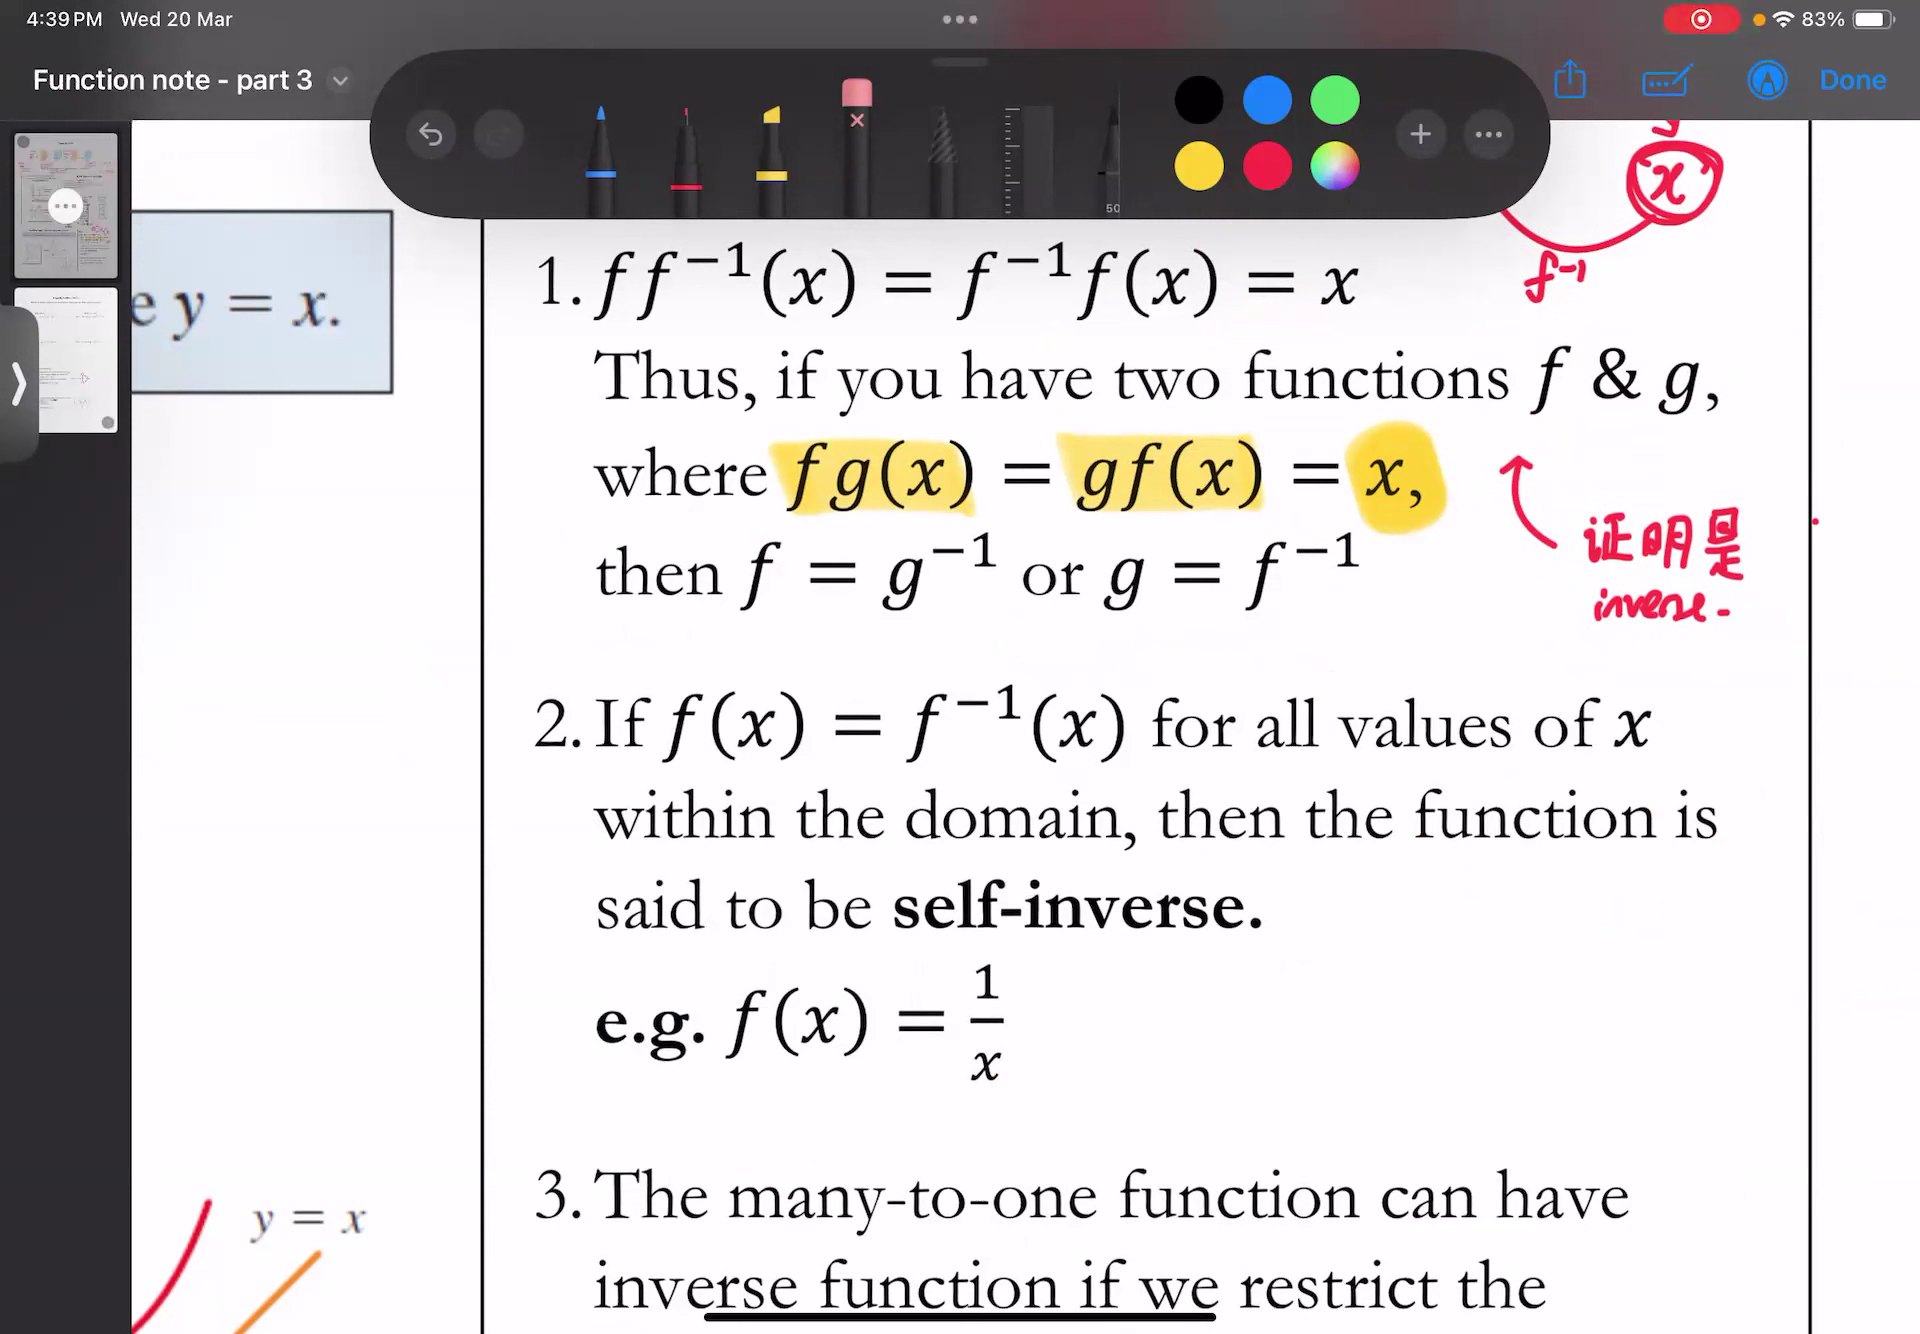 4:39 PM Wed 20 Mar
83%
Function note - part 3
Done
50
x
f⁻¹
e y = x.
1. ff⁻¹(x) = f⁻¹f(x) = x
Thus, if you have two functions f & g,
where fg(x) = gf(x) = x,
then f = g⁻¹ or g = f⁻¹
证明是
inverse.
2. If f(x) = f⁻¹(x) for all values of x
within the domain, then the function is
said to be self-inverse.
e.g. f(x) = 1/x
y = x
3. The many-to-one function can have
inverse function if we restrict the